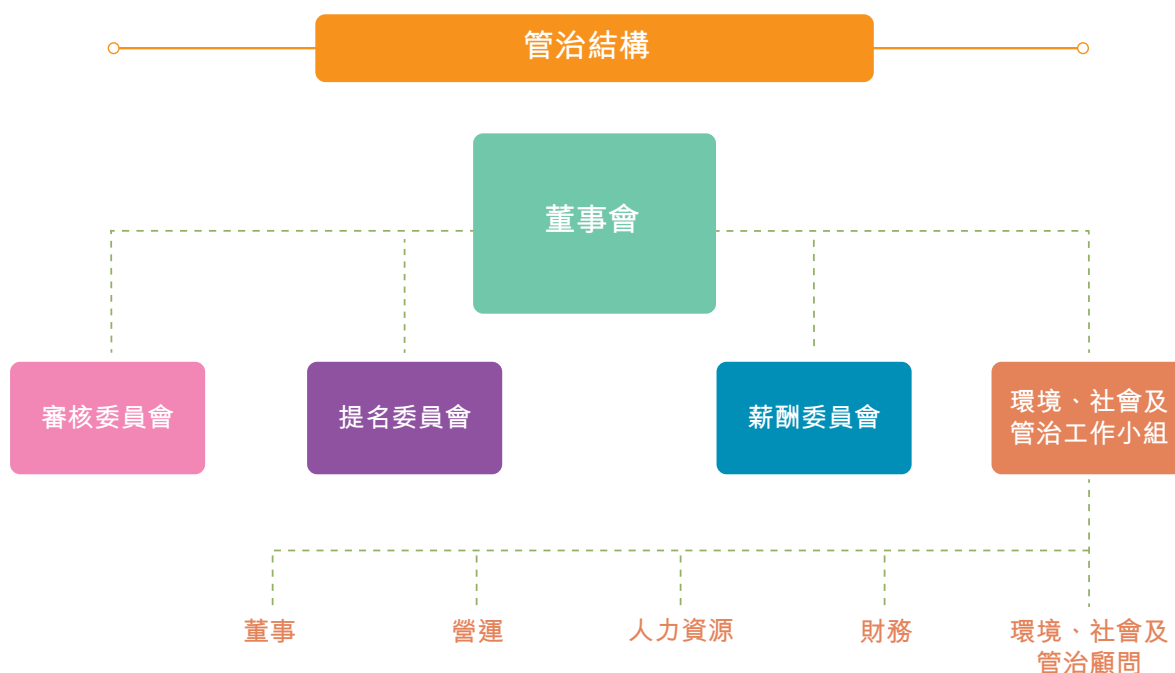 管治結構
董事會
審核委員會
提名委員會
薪酬委員會
環境、社會及
管治工作小組
董事
營運
人力資源
財務
環境、社會及
管治顧問